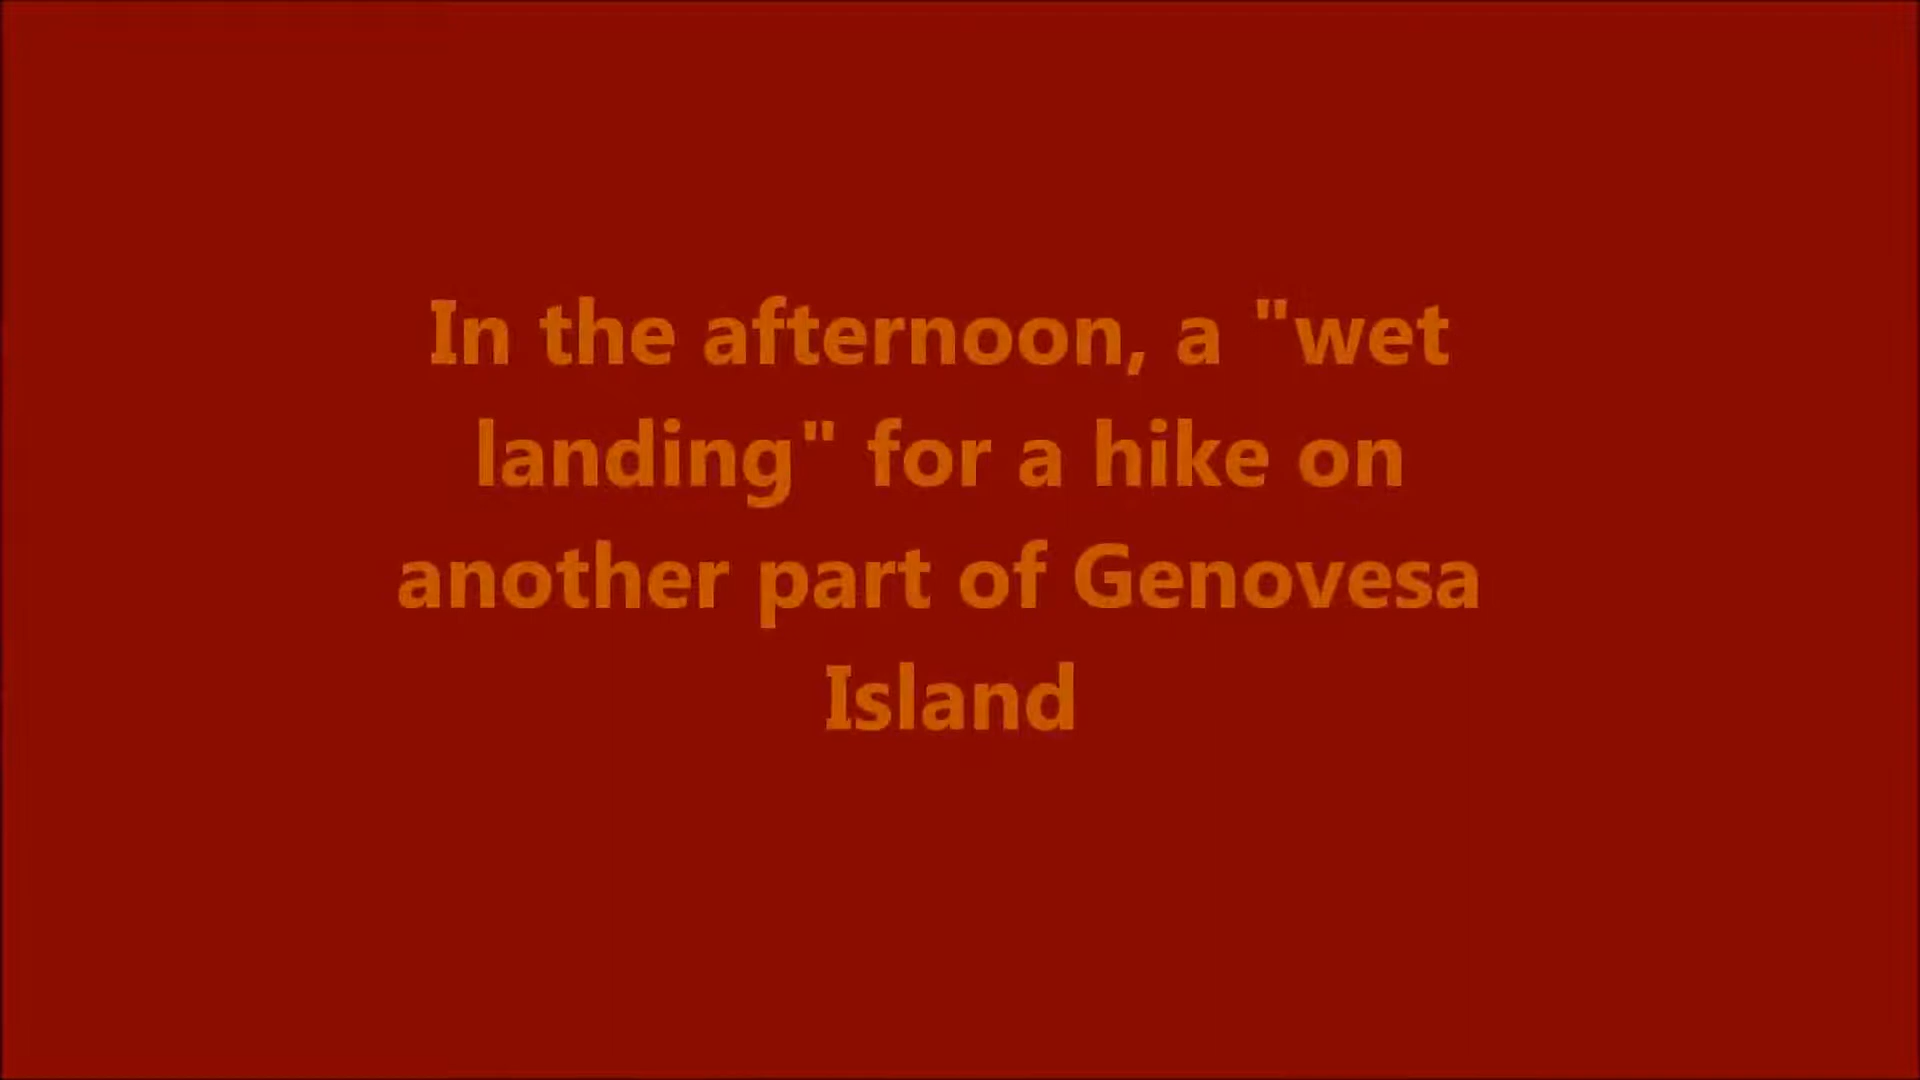 In the afternoon, a "wet
landing" for a hike on
another part of Genovesa
Island